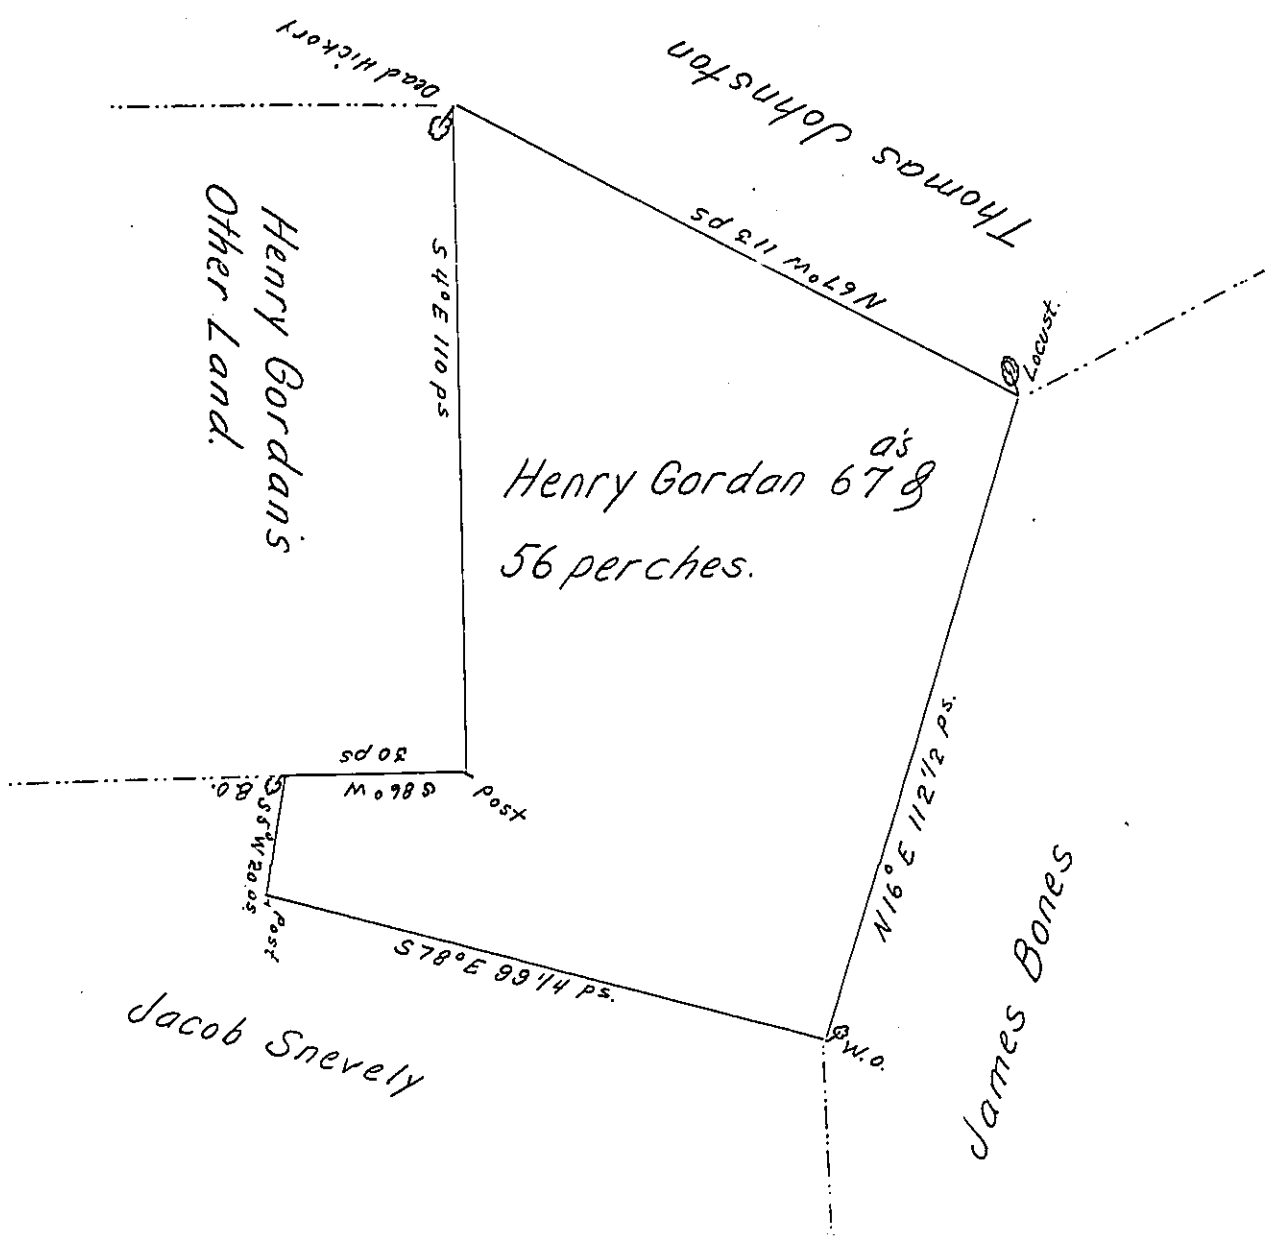 Dead Hickory
Thomas Johnston
N 67° W 113 ps
Locust.
Henry Gordan's
Other Land.
S 4° E 110 ps
a's
Henry Gordan 67 &
56 perches.
30 ps
S 86° W
Post
B.O.
S 5° W 20 ps.
Post
S 78° E 99 1/4 ps.
N 16° E 112 1/2 ps.
W.O.
Jacob Snevely
James Bones